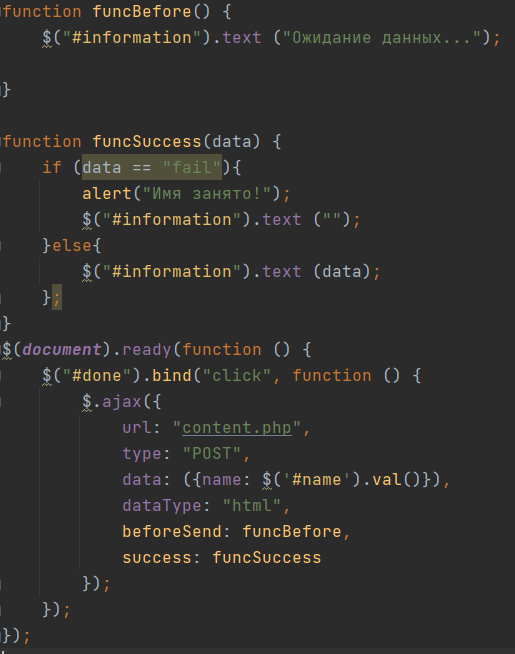 function funcBefore() {
    $("#information").text ("Ожидание данных...");
}
function funcSuccess(data) {
    if (data == "fail"){
        alert("Имя занято!");
        $("#information").text ("");
    }else{
        $("#information").text (data);
    };
}
$(document).ready(function () {
    $("#done").bind("click", function () {
        $.ajax({
            url: "content.php",
            type: "POST",
            data: ({name: $('#name').val()}),
            dataType: "html",
            beforeSend: funcBefore,
            success: funcSuccess
        });
    });
});